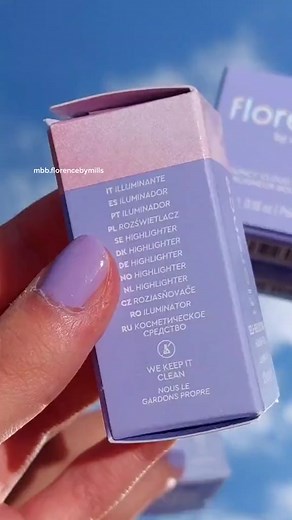 mbb.florencebymills
IT ILLUMINANTE
ES ILUMINADOR
PT ILUMINADOR
PL ROZŚWIETLACZ
SE HIGHLIGHTER
DK HIGHLIGHTER
DE HIGHLIGHTER
NO HIGHLIGHTER
NL HIGHLIGHTER
CZ ROZJASŇOVAČE
RO ILUMINATOR
RU КОСМЕТИЧЕСКОЕ
СРЕДСТВО
WE KEEP IT
CLEAN
NOUS LE
GARDONS PROPRE
flore
by